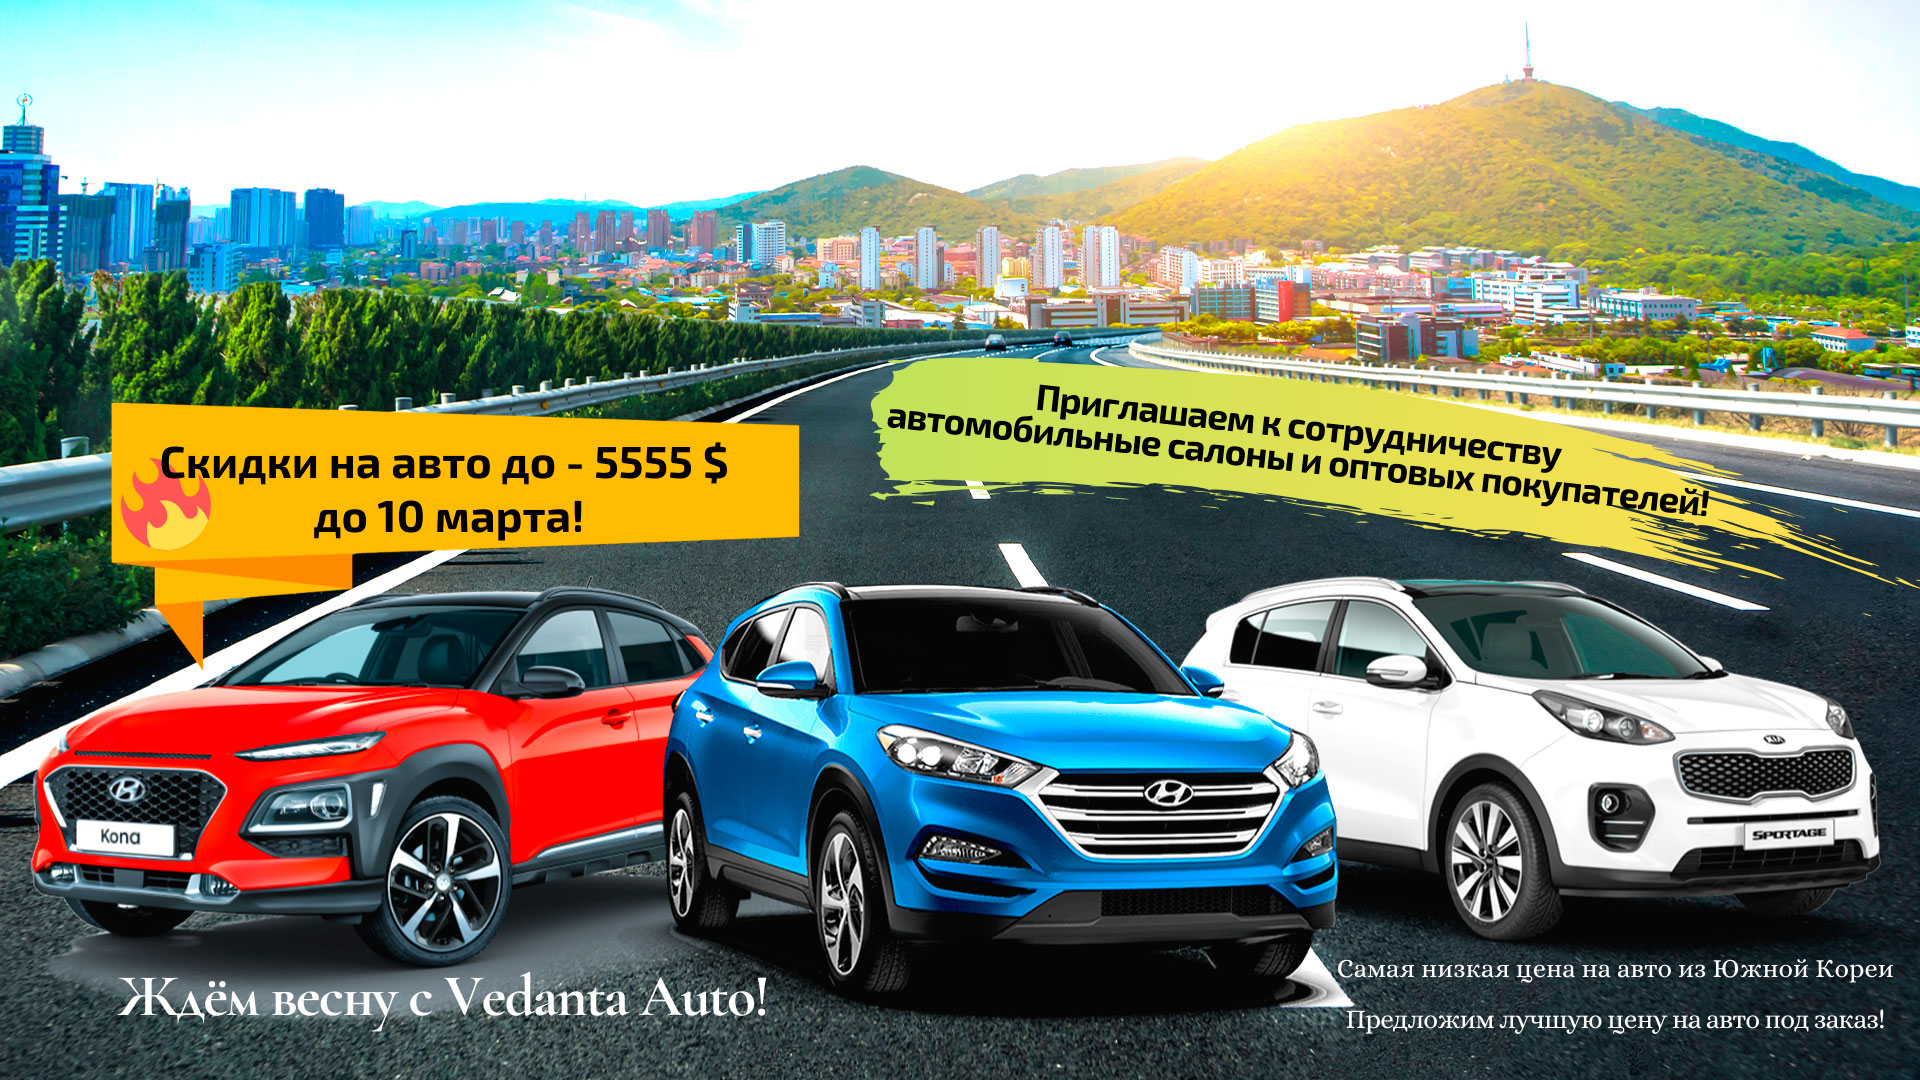 Приглашаем к сотрудничеству
автомобильные салоны и оптовых покупателей!
Скидки на авто до - 5555 $
до 10 марта!
Kona
KIA
SPORTAGE
Ждём весну с Vedanta Auto!
Самая низкая цена на авто из Южной Кореи
Предложим лучшую цену на авто под заказ!